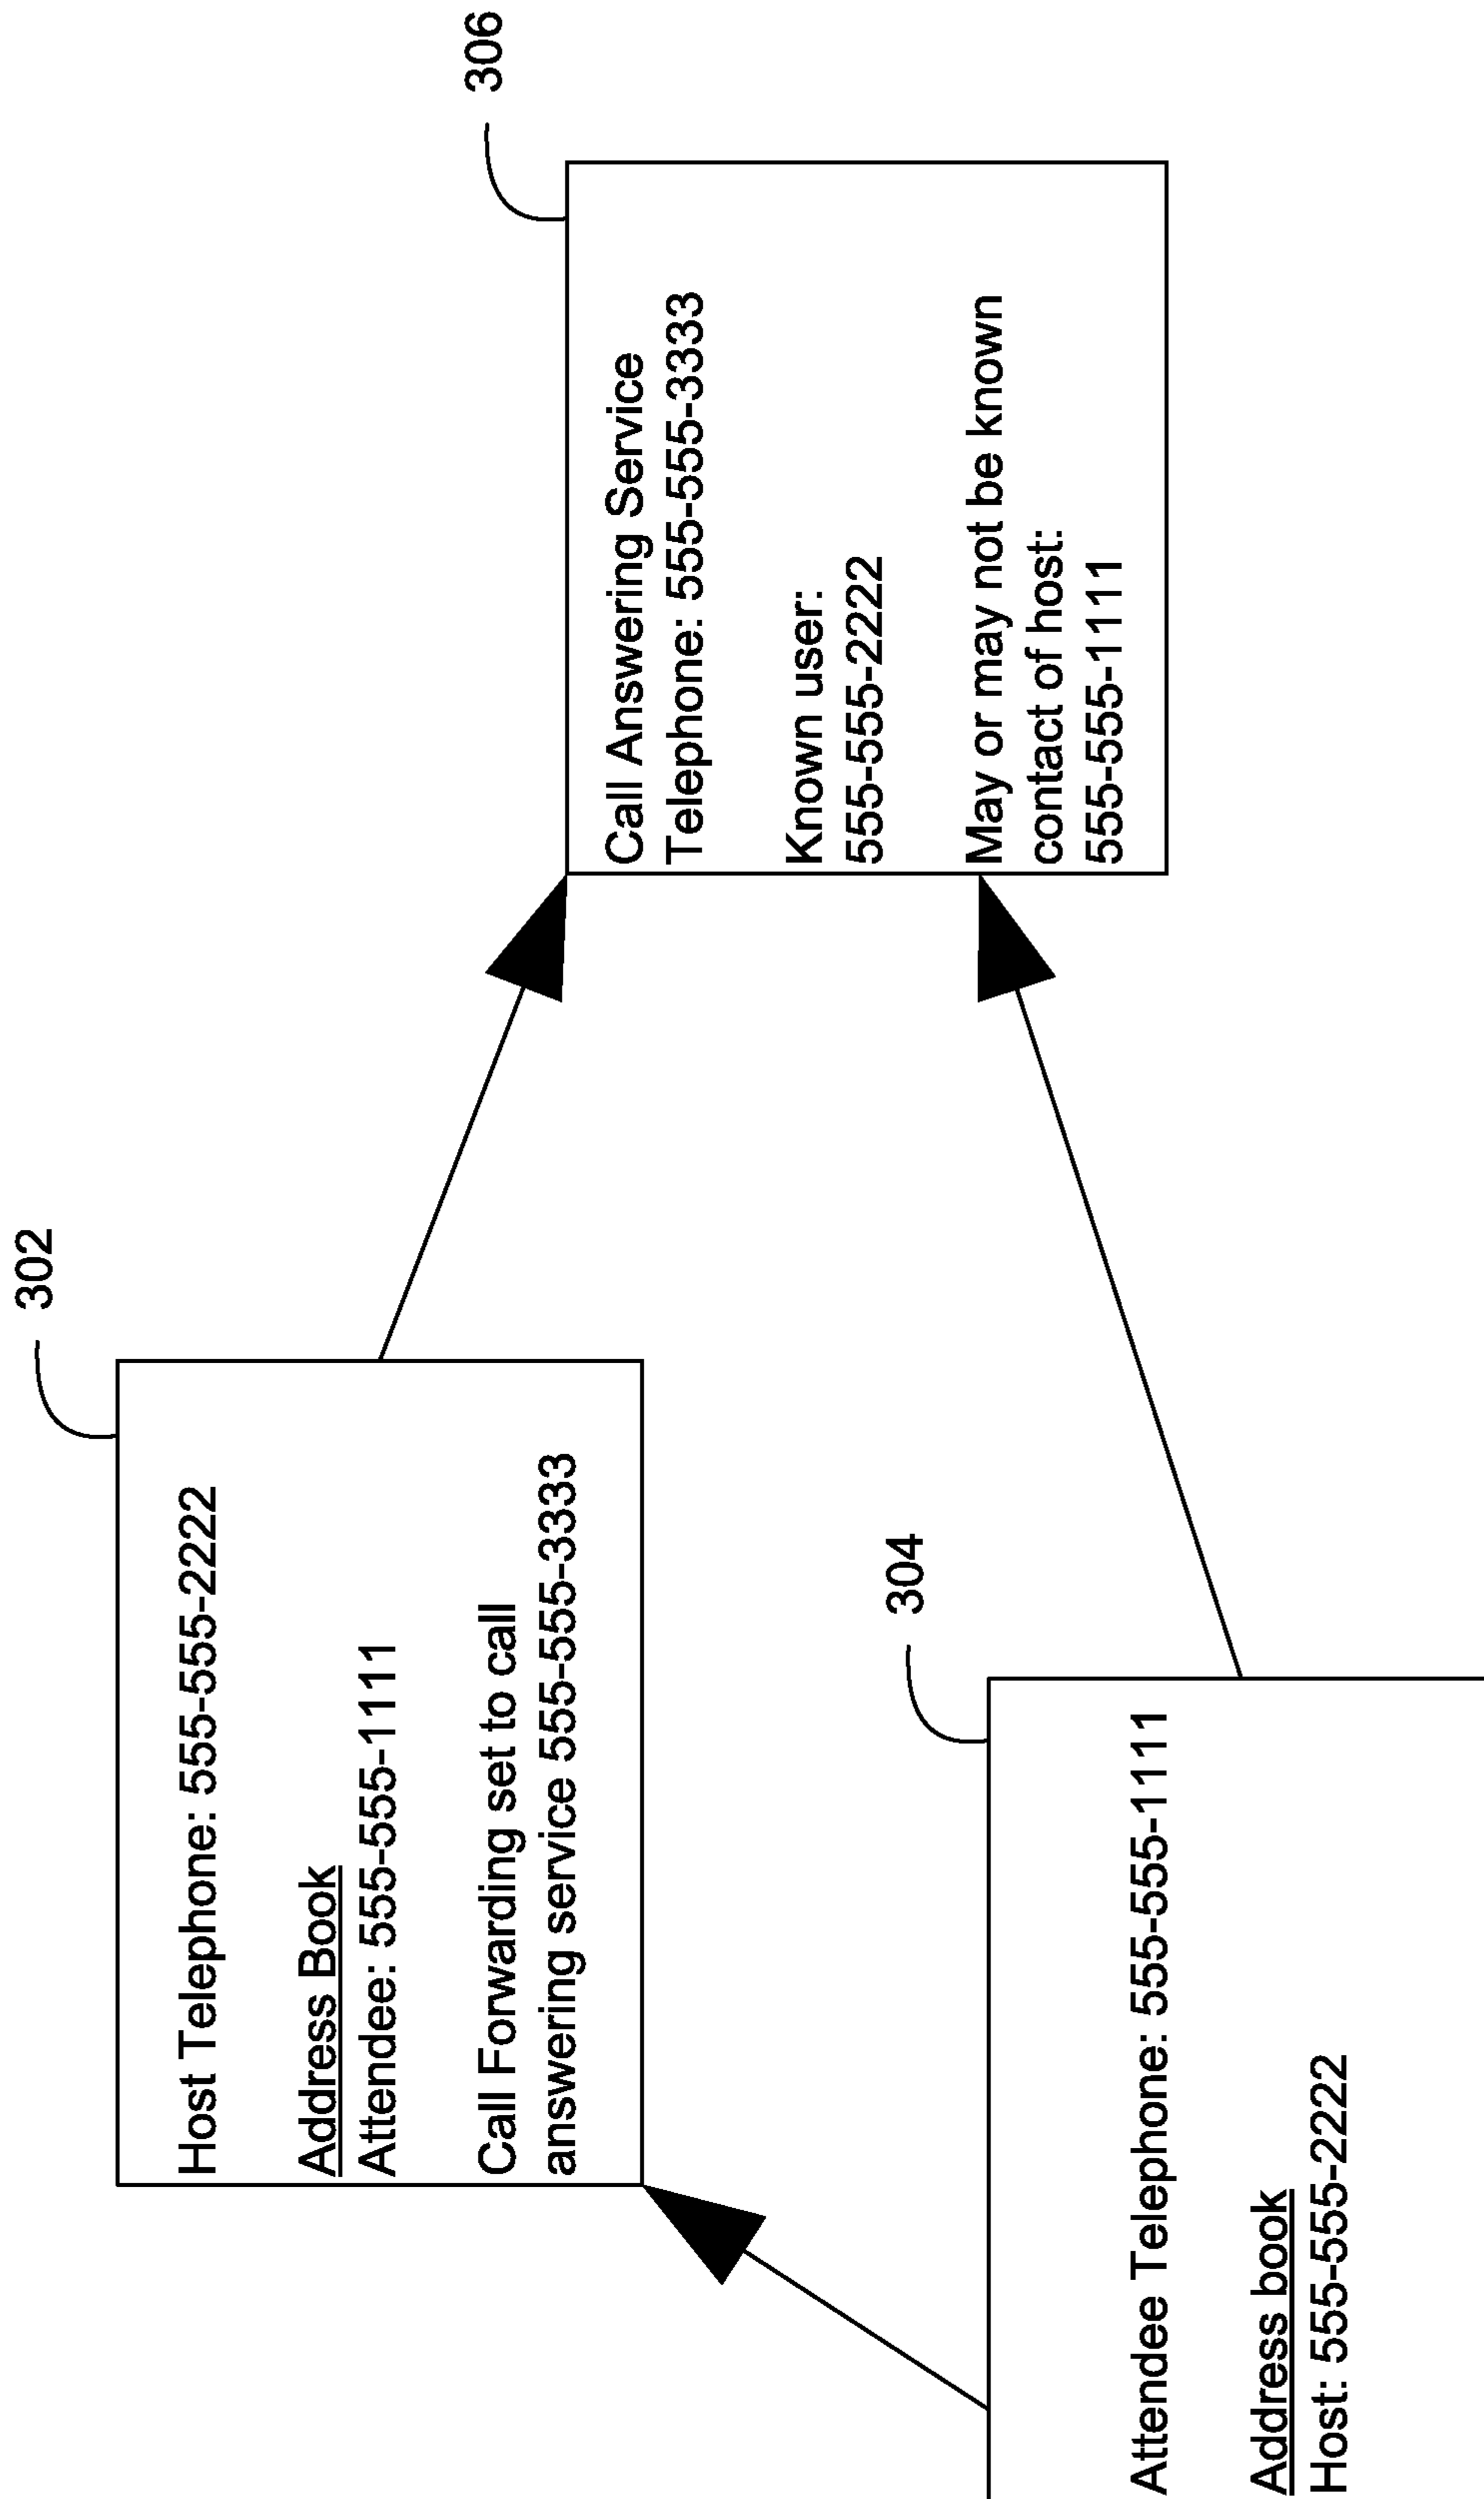 302
Host Telephone: 555-555-2222
Address Book
Attendee: 555-555-1111
Call Forwarding set to call
answering service 555-555-3333
304
Attendee Telephone: 555-555-1111
Address book
Host: 555-555-2222
306
Call Answering Service
Telephone: 555-555-3333
Known user:
555-555-2222
May or may not be known
contact of host:
555-555-1111